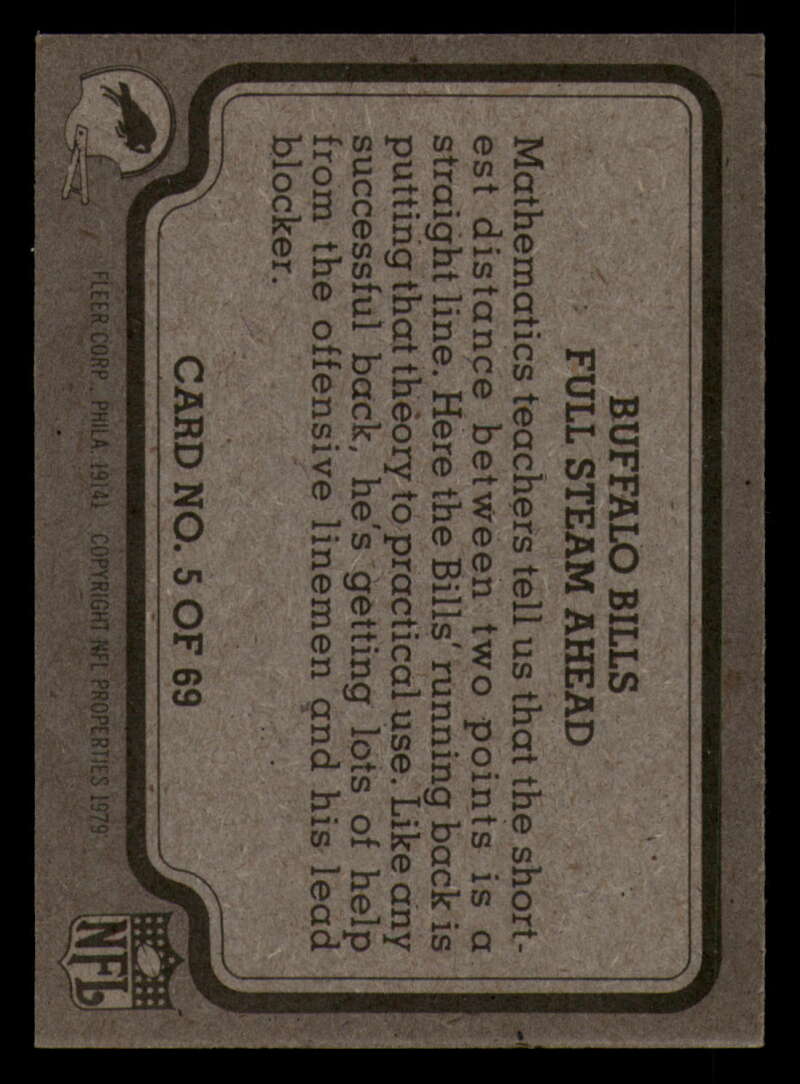 BUFFALO BILLS
FULL STEAM AHEAD
Mathematics teachers tell us that the short-
est distance between two points is a
straight line. Here the Bills' running back is
putting that theory to practical use. Like any
successful back, he's getting lots of help
from the offensive linemen and his lead
blocker.
CARD NO. 5 OF 69
FLEER CORP., PHILA. 19141 COPYRIGHT NFL PROPERTIES 1979
NFL